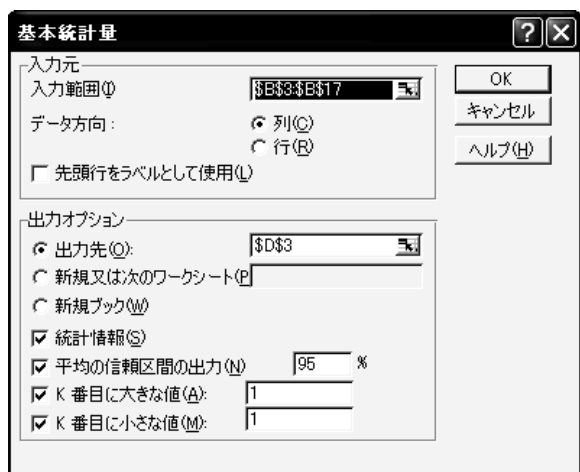 基本統計量
入力元
入力範囲(I)
$B$3:$B$17
データ方向 :
列(C)
行(R)
先頭行をラベルとして使用(L)
OK
キャンセル
ヘルプ(H)
出力オプション
出力先(O):
$D$3
新規又は次のワークシート(P
新規ブック(W)
統計情報(S)
平均の信頼区間の出力(N)
95 %
K 番目に大きな値(A):
1
K 番目に小さな値(M):
1